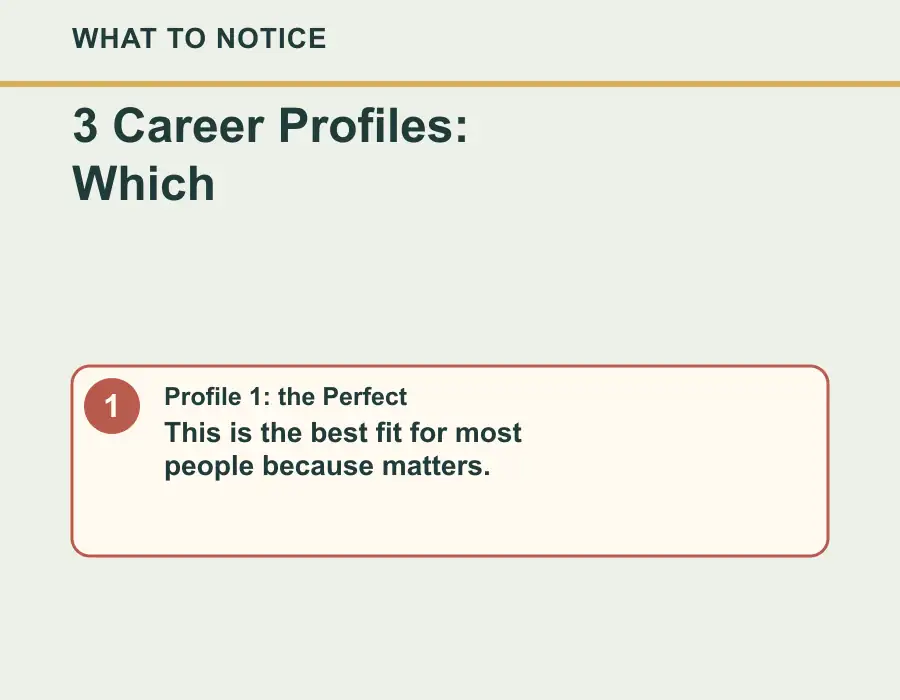 WHAT TO NOTICE
3 Career Profiles:
Which
1
Profile 1: the Perfect
This is the best fit for most
people because matters.